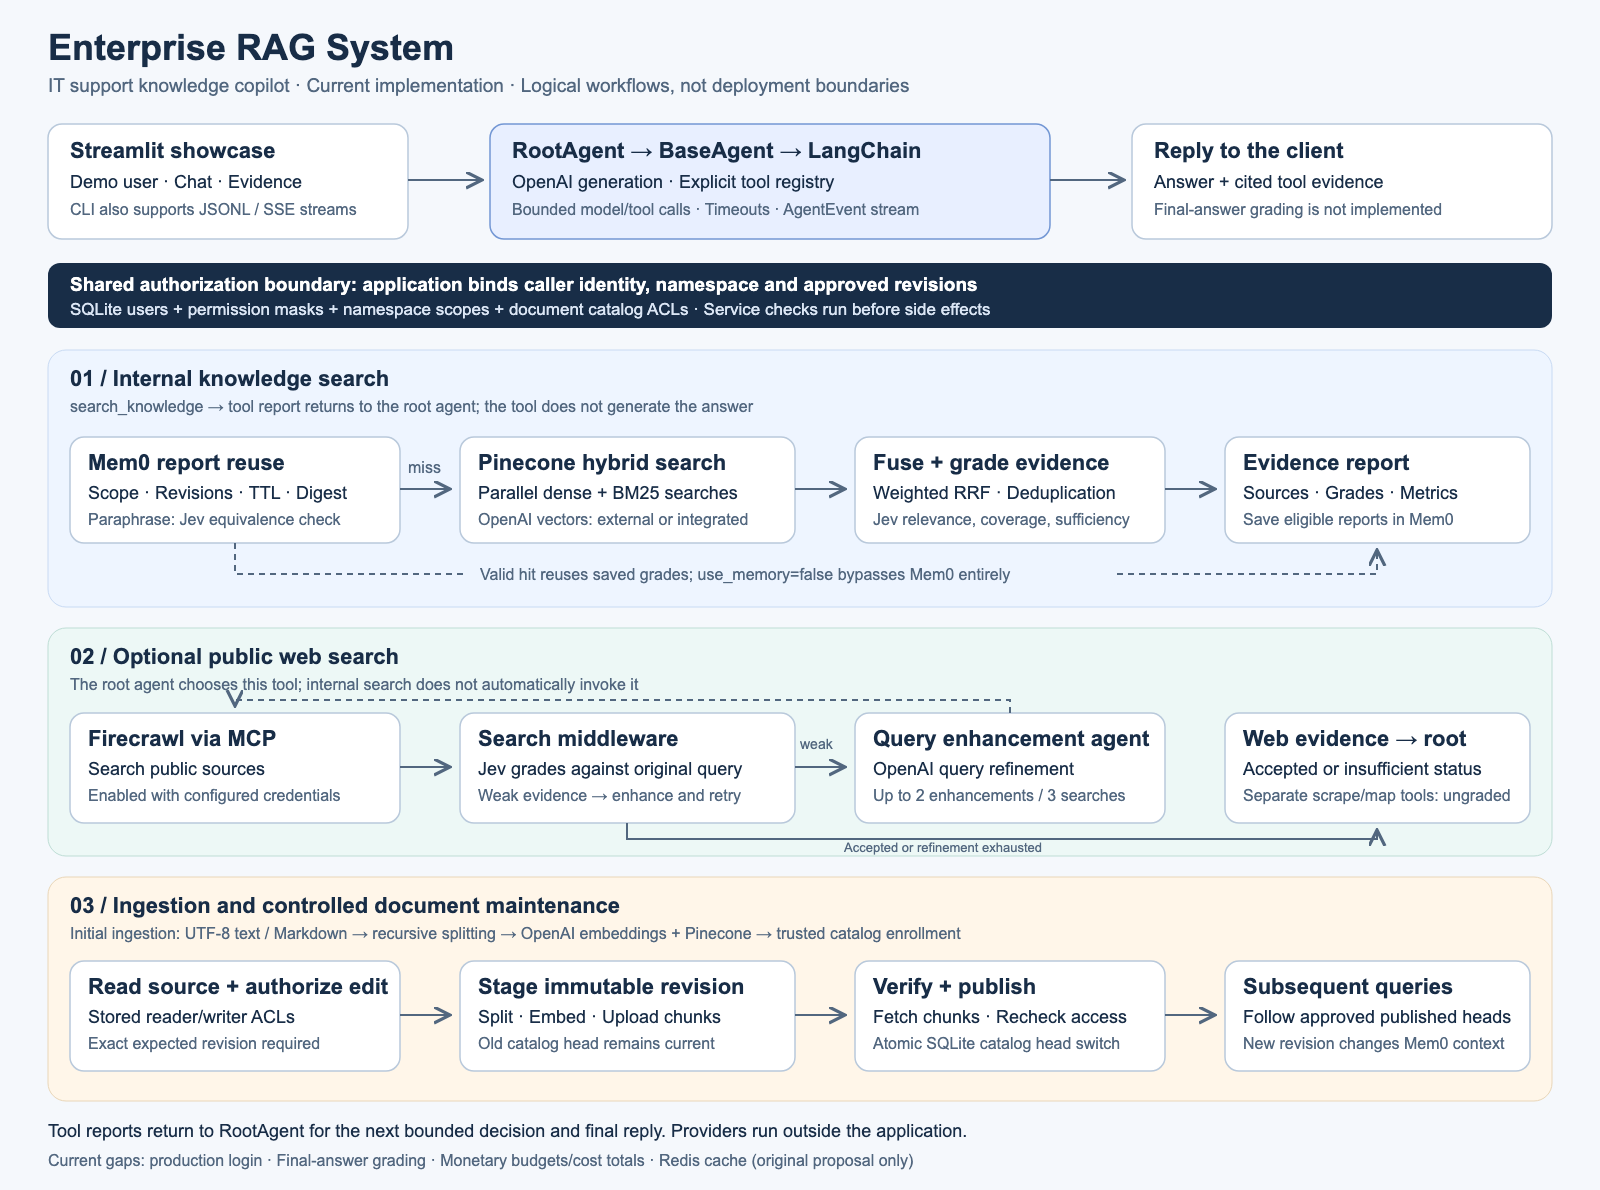 Enterprise RAG System
IT support knowledge copilot · Current implementation · Logical workflows, not deployment boundaries
Streamlit showcase
Demo user · Chat · Evidence
CLI also supports JSONL / SSE streams
RootAgent → BaseAgent → LangChain
OpenAI generation · Explicit tool registry
Bounded model/tool calls · Timeouts · AgentEvent stream
Reply to the client
Answer + cited tool evidence
Final-answer grading is not implemented
Shared authorization boundary: application binds caller identity, namespace and approved revisions
SQLite users + permission masks + namespace scopes + document catalog ACLs · Service checks run before side effects
01 / Internal knowledge search
search_knowledge → tool report returns to the root agent; the tool does not generate the answer
Mem0 report reuse
Scope · Revisions · TTL · Digest
Paraphrase: Jev equivalence check
miss
Pinecone hybrid search
Parallel dense + BM25 searches
OpenAI vectors: external or integrated
Fuse + grade evidence
Weighted RRF · Deduplication
Jev relevance, coverage, sufficiency
Evidence report
Sources · Grades · Metrics
Save eligible reports in Mem0
Valid hit reuses saved grades; use_memory=false bypasses Mem0 entirely
02 / Optional public web search
The root agent chooses this tool; internal search does not automatically invoke it
Firecrawl via MCP
Search public sources
Enabled with configured credentials
Search middleware
Jev grades against original query
Weak evidence → enhance and retry
weak
Query enhancement agent
OpenAI query refinement
Up to 2 enhancements / 3 searches
Web evidence → root
Accepted or insufficient status
Separate scrape/map tools: ungraded
Accepted or refinement exhausted
03 / Ingestion and controlled document maintenance
Initial ingestion: UTF-8 text / Markdown → recursive splitting → OpenAI embeddings + Pinecone → trusted catalog enrollment
Read source + authorize edit
Stored reader/writer ACLs
Exact expected revision required
Stage immutable revision
Split · Embed · Upload chunks
Old catalog head remains current
Verify + publish
Fetch chunks · Recheck access
Atomic SQLite catalog head switch
Subsequent queries
Follow approved published heads
New revision changes Mem0 context
Tool reports return to RootAgent for the next bounded decision and final reply. Providers run outside the application.
Current gaps: production login · Final-answer grading · Monetary budgets/cost totals · Redis cache (original proposal only)